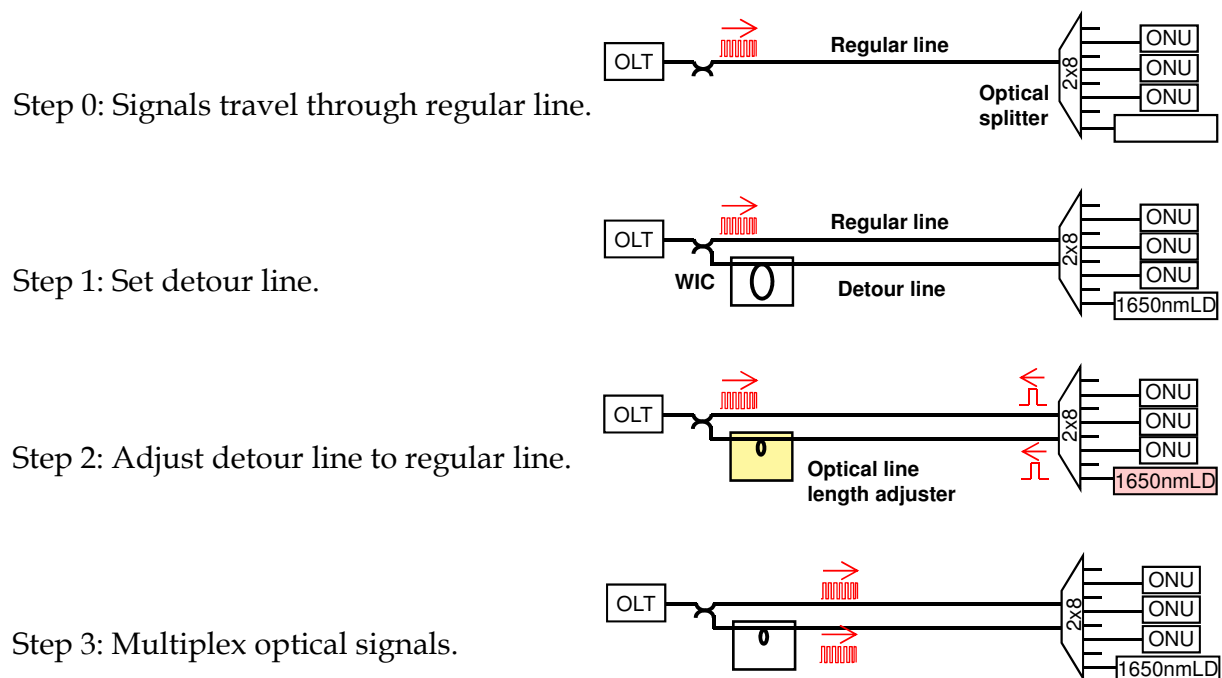 Step 0: Signals travel through regular line.
OLT
Regular line
Optical
splitter
2x8
ONU
ONU
ONU
Step 1: Set detour line.
OLT
WIC
Regular line
Detour line
2x8
ONU
ONU
ONU
1650nmLD
Step 2: Adjust detour line to regular line.
OLT
Optical line
length adjuster
2x8
ONU
ONU
ONU
1650nmLD
Step 3: Multiplex optical signals.
OLT
2x8
ONU
ONU
ONU
1650nmLD